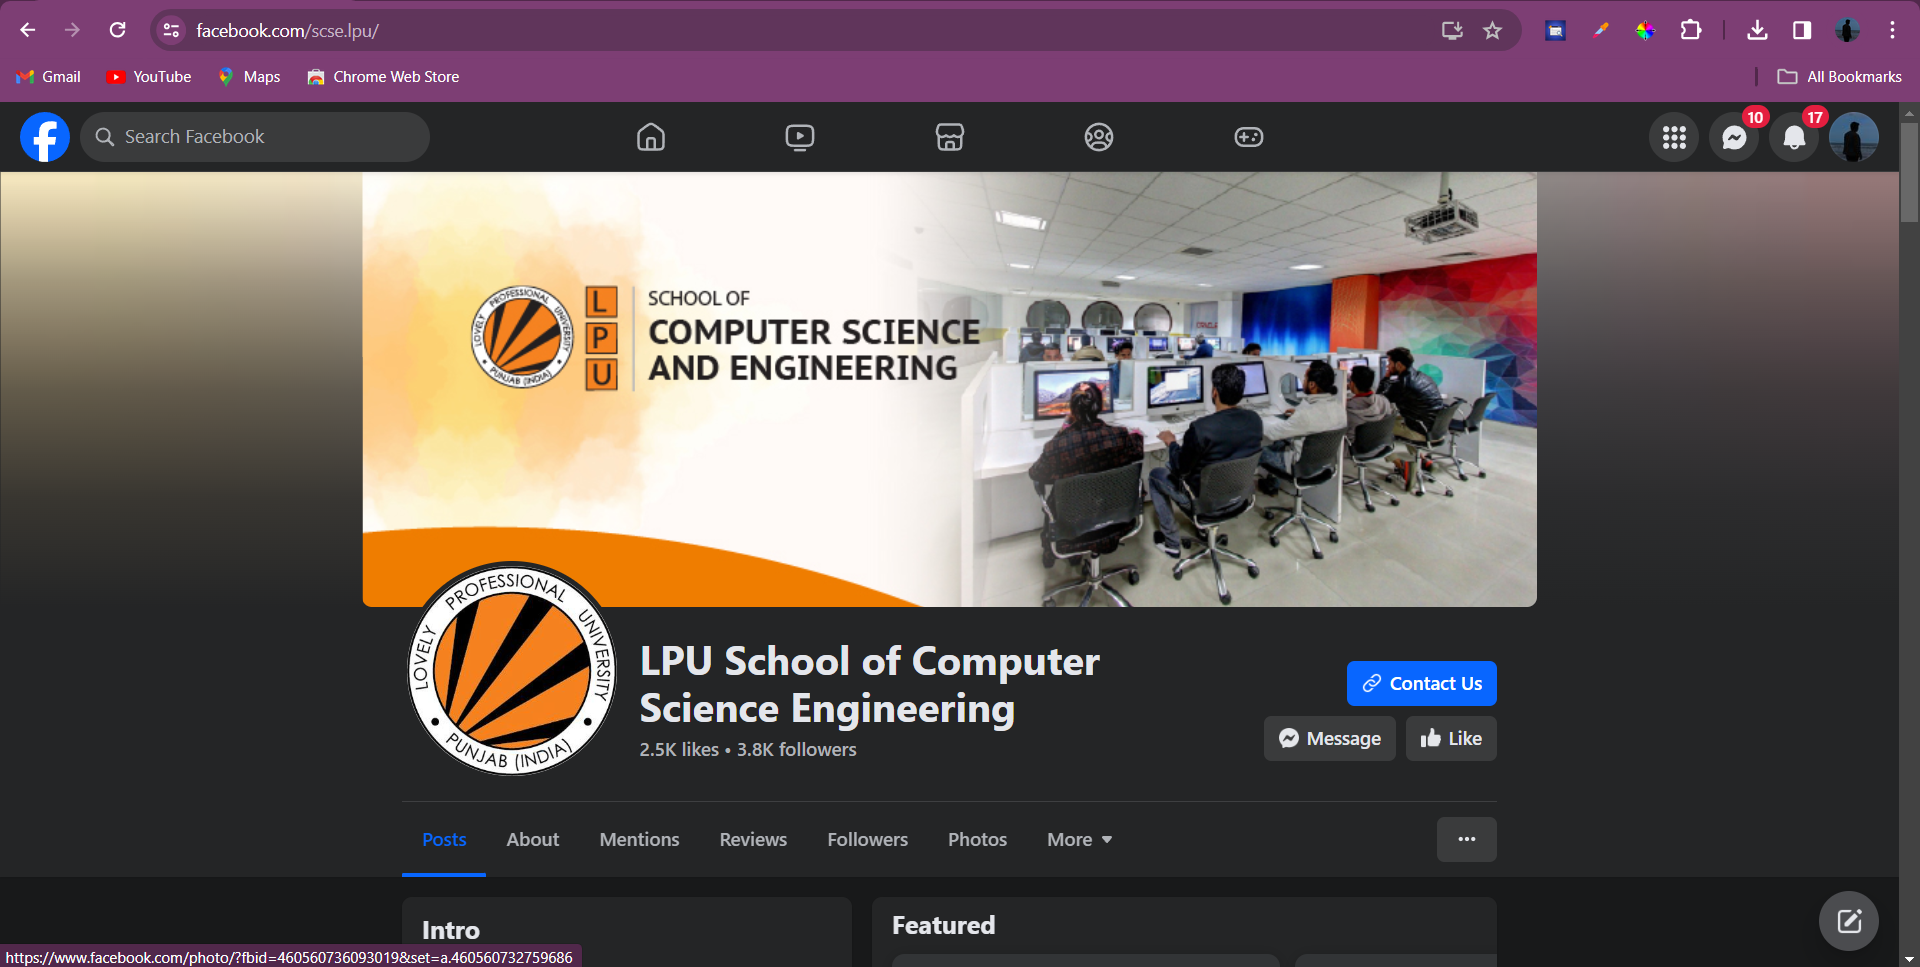 facebook.com/scse.lpu/
Gmail
YouTube
Maps
Chrome Web Store
All Bookmarks
Search Facebook
10
17
LOVELY PROFESSIONAL UNIVERSITY
PUNJAB (INDIA)
L
P
U
SCHOOL OF
COMPUTER SCIENCE
AND ENGINEERING
LOVELY PROFESSIONAL UNIVERSITY
PUNJAB (INDIA)
LPU School of Computer
Science Engineering
2.5K likes • 3.8K followers
Contact Us
Message
Like
Posts
About
Mentions
Reviews
Followers
Photos
More
Intro
Featured
https://www.facebook.com/photo/?fbid=460560736093019&set=a.460560732759686